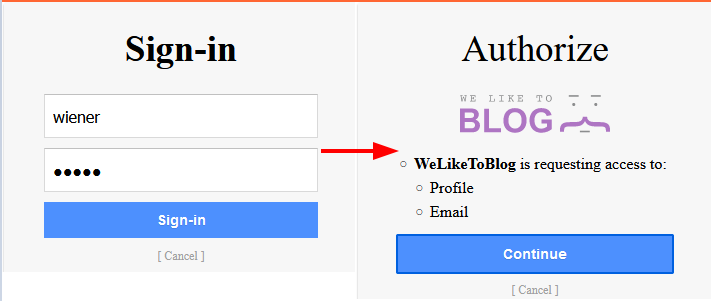 Sign-in
wiener
•••••
Sign-in
[ Cancel ]
Authorize
WE LIKE TO
BLOG
WeLikeToBlog is requesting access to:
Profile
Email
Continue
[ Cancel ]